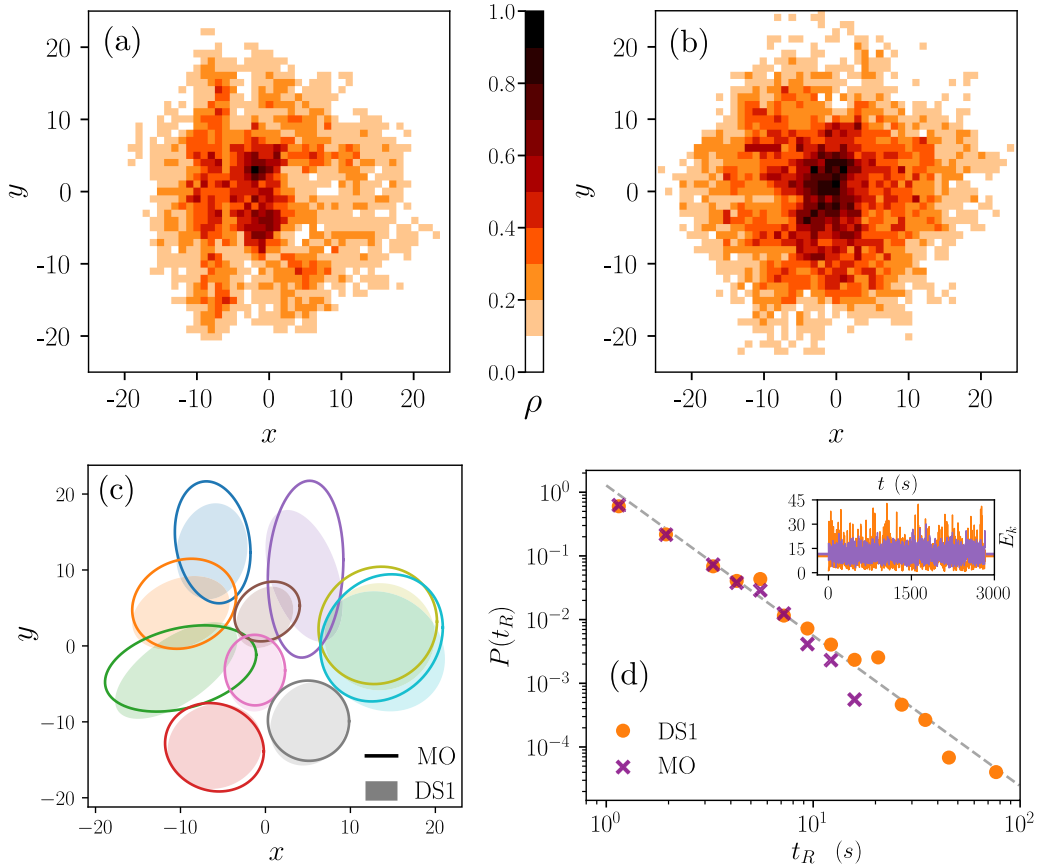 (a)
y
20
10
0
-10
-20
-20
-10
0
10
20
x
1.0
0.8
0.6
0.4
0.2
0.0
ρ
(b)
y
20
10
0
-10
-20
-20
-10
0
10
20
x
(c)
y
20
10
0
−10
−20
−20
−10
0
10
20
x
MO
DS1
(d)
P(t_R)
10^0
10^-1
10^-2
10^-3
10^-4
10^0
10^1
10^2
t_R (s)
DS1
MO
t (s)
45
30
15
0
E_k
0
1500
3000